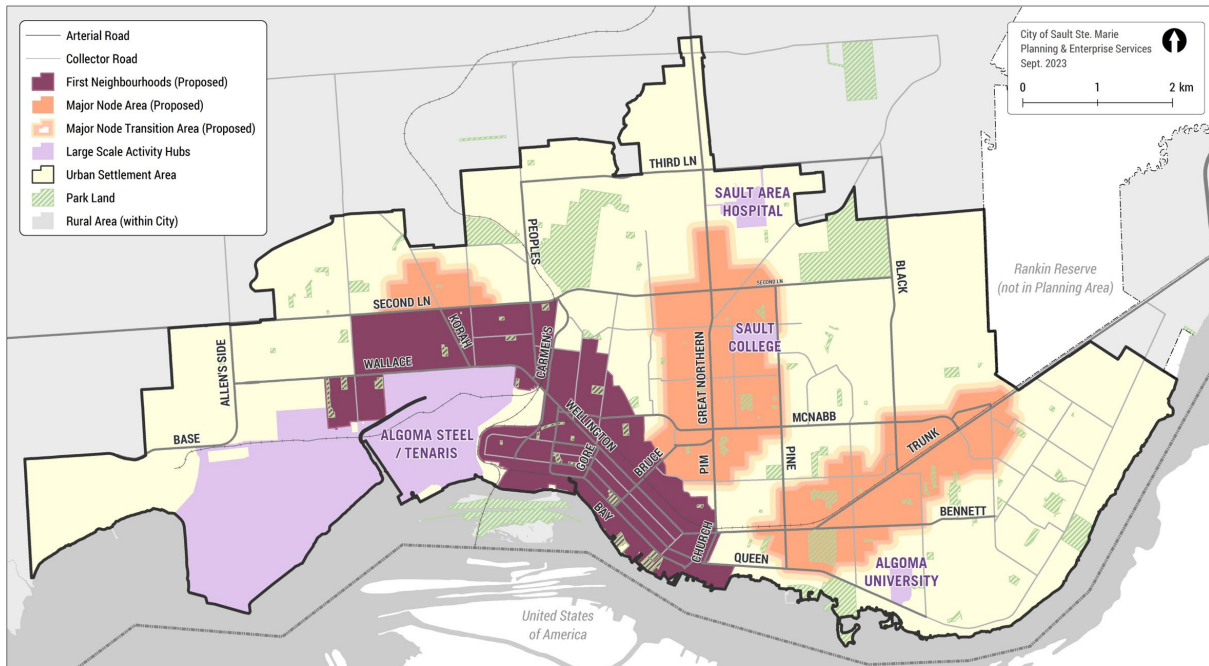 Arterial Road
Collector Road
First Neighbourhoods (Proposed)
Major Node Area (Proposed)
Major Node Transition Area (Proposed)
Large Scale Activity Hubs
Urban Settlement Area
Park Land
Rural Area (within City)
City of Sault Ste. Marie
Planning & Enterprise Services
Sept. 2023
0 1 2 km
THIRD LN
SAULT AREA
HOSPITAL
PEOPLES
BLACK
Rankin Reserve
(not in Planning Area)
SECOND LN
SECOND LN
KORAH
CARMEN'S
GREAT NORTHERN
SAULT
COLLEGE
WALLACE
ALLEN'S SIDE
BASE
ALGOMA STEEL
/ TENARIS
WELLINGTON
GORE
BRUCE
MCNABB
TRUNK
PIM
PINE
BAY
CHURCH
BENNETT
QUEEN
ALGOMA
UNIVERSITY
United States
of America